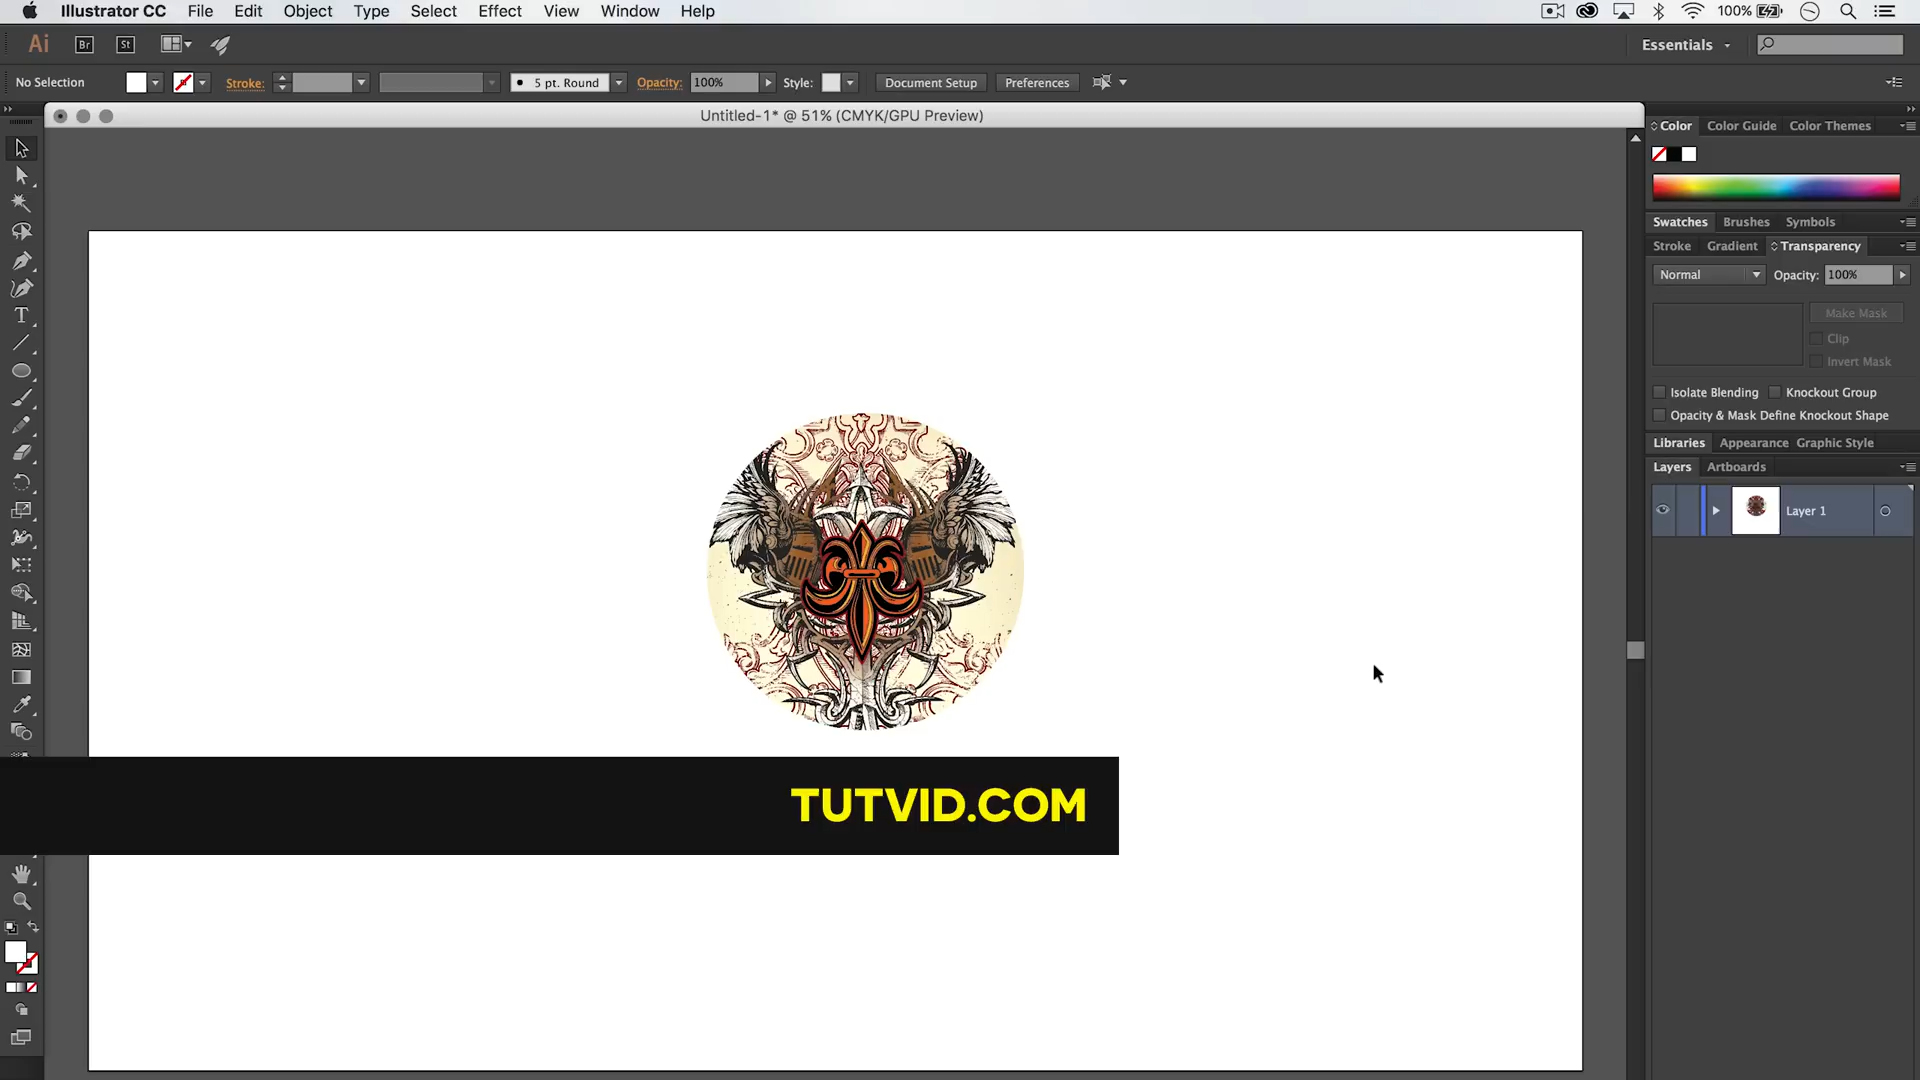 Illustrator CC File Edit Object Type Select Effect View Window Help 100%
Ai Br St Essentials
No Selection Stroke: 5 pt. Round Opacity: 100% Style: Document Setup Preferences
Untitled-1* @ 51% (CMYK/GPU Preview)
Color Color Guide Color Themes
Swatches Brushes Symbols
Stroke Gradient Transparency
Normal Opacity: 100%
Make Mask
Clip
Invert Mask
Isolate Blending Knockout Group
Opacity & Mask Define Knockout Shape
Libraries Appearance Graphic Style
Layers Artboards
Layer 1
TUTVID.COM